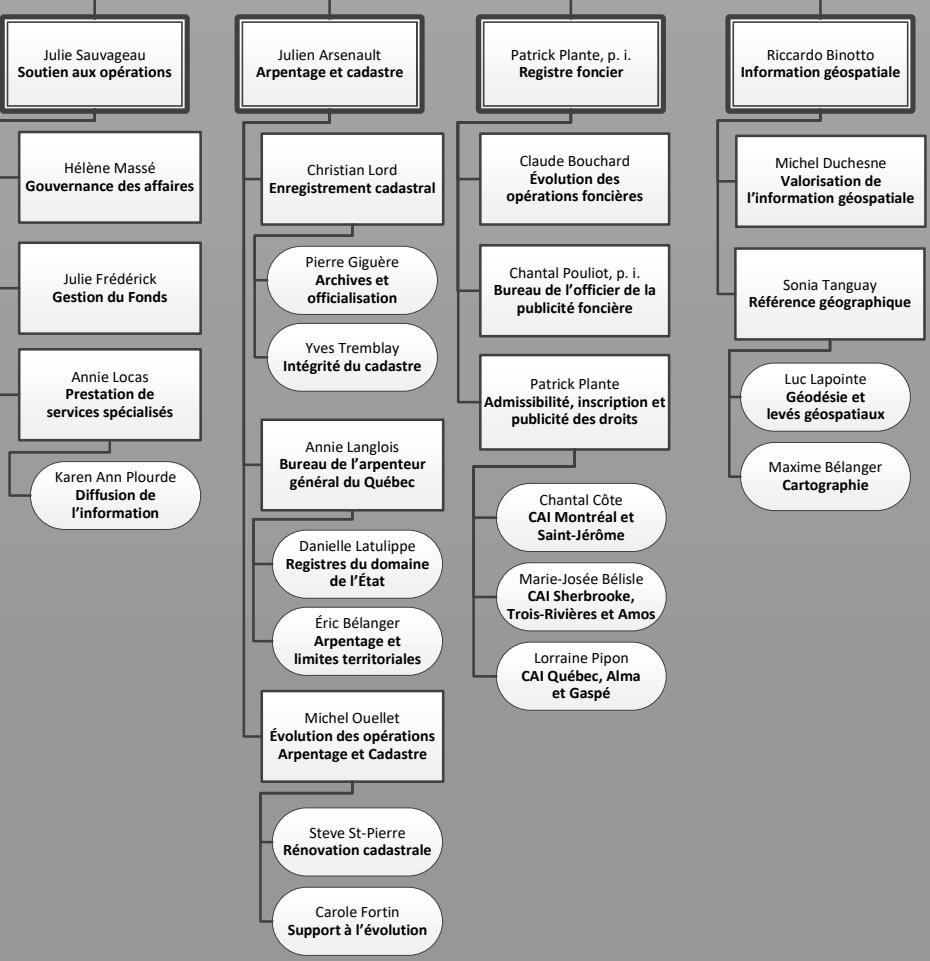 Julie Sauvageau
Soutien aux opérations
Hélène Massé
Gouvernance des affaires
Julie Frédérick
Gestion du Fonds
Annie Locas
Prestation de
services spécialisés
Karen Ann Plourde
Diffusion de
l’information
Julien Arsenault
Arpentage et cadastre
Christian Lord
Enregistrement cadastral
Pierre Giguère
Archives et
officialisation
Yves Tremblay
Intégrité du cadastre
Annie Langlois
Bureau de l’arpenteur
général du Québec
Danielle Latulippe
Registres du domaine
de l’État
Éric Bélanger
Arpentage et
limites territoriales
Michel Ouellet
Évolution des opérations
Arpentage et Cadastre
Steve St-Pierre
Rénovation cadastrale
Carole Fortin
Support à l’évolution
Patrick Plante, p. i.
Registre foncier
Claude Bouchard
Évolution des
opérations foncières
Chantal Pouliot, p. i.
Bureau de l’officier de la
publicité foncière
Patrick Plante
Admissibilité, inscription et
publicité des droits
Chantal Côte
CAI Montréal et
Saint-Jérôme
Marie-Josée Bélisle
CAI Sherbrooke,
Trois-Rivières et Amos
Lorraine Pipon
CAI Québec, Alma
et Gaspé
Riccardo Binotto
Information géospatiale
Michel Duchesne
Valorisation de
l’information géospatiale
Sonia Tanguay
Référence géographique
Luc Lapointe
Géodésie et
levés géospatiaux
Maxime Bélanger
Cartographie